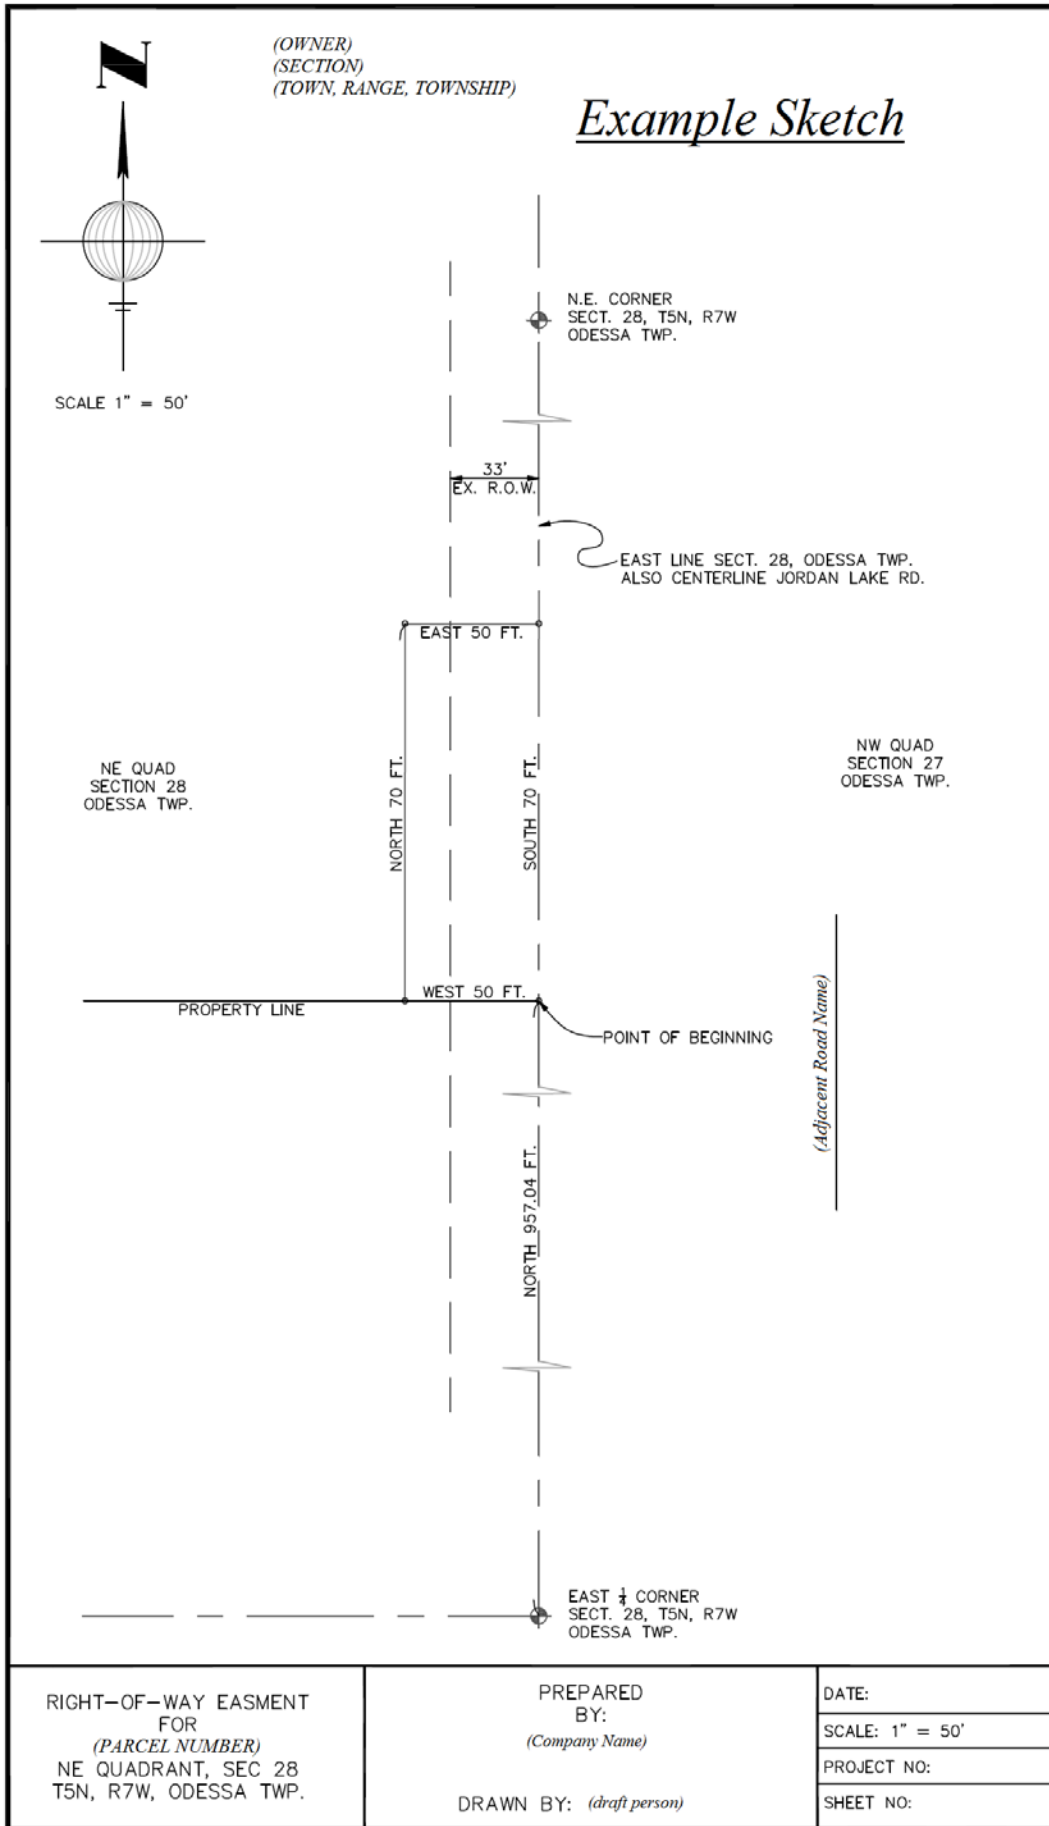 N
(OWNER)
(SECTION)
(TOWN, RANGE, TOWNSHIP)
Example Sketch
SCALE 1" = 50'
N.E. CORNER
SECT. 28, T5N, R7W
ODESSA TWP.
33'
EX. R.O.W.
EAST LINE SECT. 28, ODESSA TWP.
ALSO CENTERLINE JORDAN LAKE RD.
EAST 50 FT.
NORTH 70 FT.
SOUTH 70 FT.
NE QUAD
SECTION 28
ODESSA TWP.
NW QUAD
SECTION 27
ODESSA TWP.
WEST 50 FT.
PROPERTY LINE
POINT OF BEGINNING
(Adjacent Road Name)
NORTH 957.04 FT.
EAST ¼ CORNER
SECT. 28, T5N, R7W
ODESSA TWP.
RIGHT-OF-WAY EASMENT
FOR
(PARCEL NUMBER)
NE QUADRANT, SEC 28
T5N, R7W, ODESSA TWP.
PREPARED
BY:
(Company Name)
DRAWN BY: (draft person)
DATE:
SCALE: 1" = 50'
PROJECT NO:
SHEET NO: